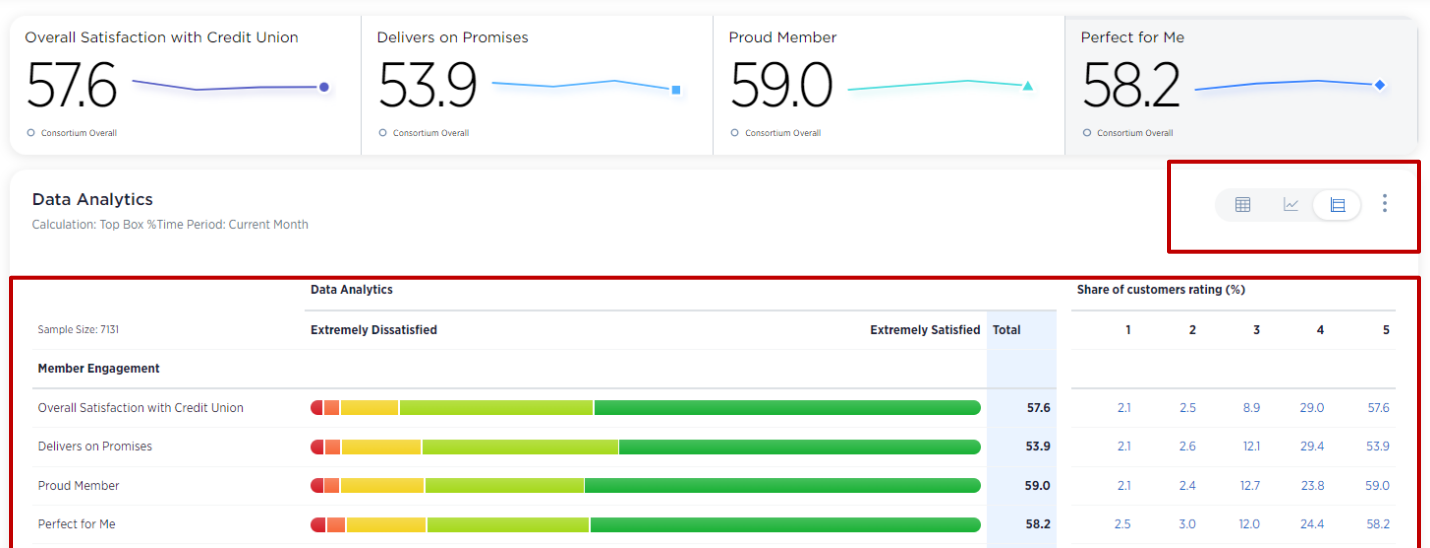 Overall Satisfaction with Credit Union
57.6
Consortium Overall
Delivers on Promises
53.9
Consortium Overall
Proud Member
59.0
Consortium Overall
Perfect for Me
58.2
Consortium Overall
Data Analytics
Calculation: Top Box %Time Period: Current Month
Data Analytics Share of customers rating (%)
Sample Size: 7131 Extremely Dissatisfied Extremely Satisfied Total 1 2 3 4 5
Member Engagement
Overall Satisfaction with Credit Union 57.6 2.1 2.5 8.9 29.0 57.6
Delivers on Promises 53.9 2.1 2.6 12.1 29.4 53.9
Proud Member 59.0 2.1 2.4 12.7 23.8 59.0
Perfect for Me 58.2 2.5 3.0 12.0 24.4 58.2